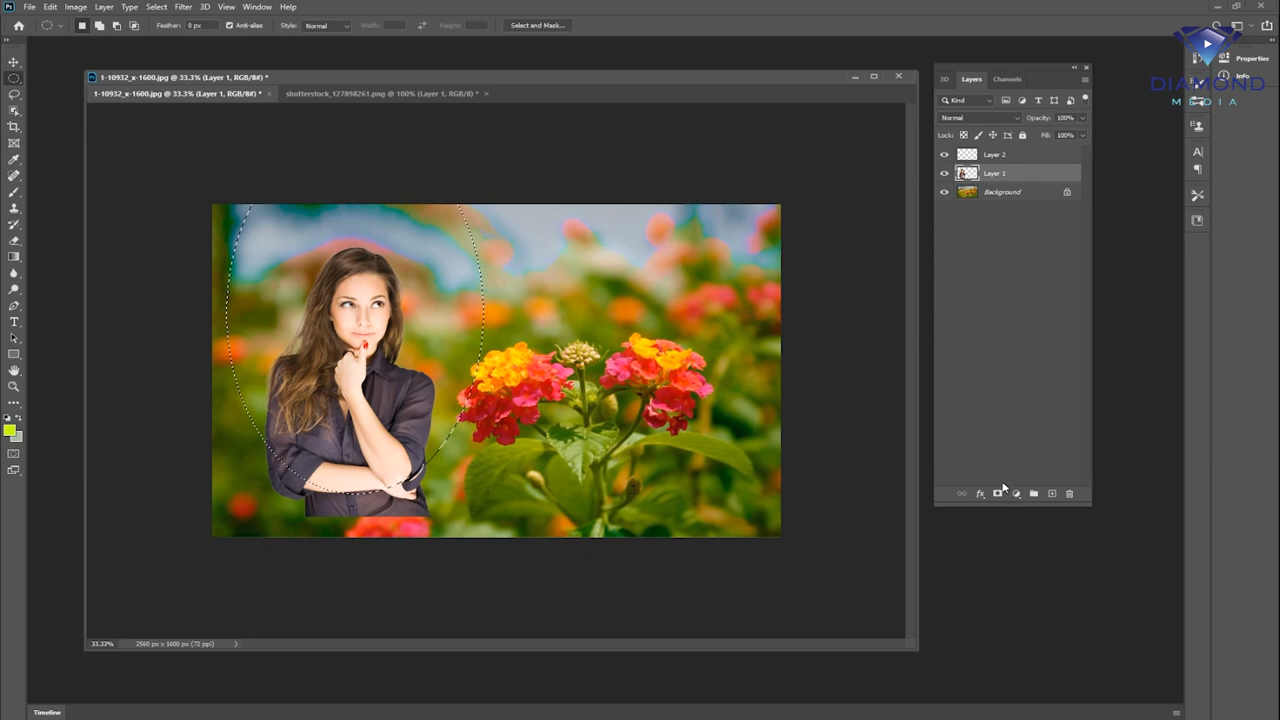 Ps File Edit Image Layer Type Select Filter 3D View Window Help
Feather: 0 px Anti-alias Style: Normal Width: Height: Select and Mask...
DIAMOND
MEDIA
Properties
Info
1-10932_x-1600.jpg @ 33.3% (Layer 1, RGB/8#) *
1-10932_x-1600.jpg @ 33.3% (Layer 1, RGB/8#) * × shutterstock_127898261.png @ 100% (Layer 1, RGB/8) * ×
3D Layers Channels
Kind
Normal Opacity: 100%
Lock: Fill: 100%
Layer 2
Layer 1
Background
33.33% 2560 px x 1600 px (72 ppi)
Timeline